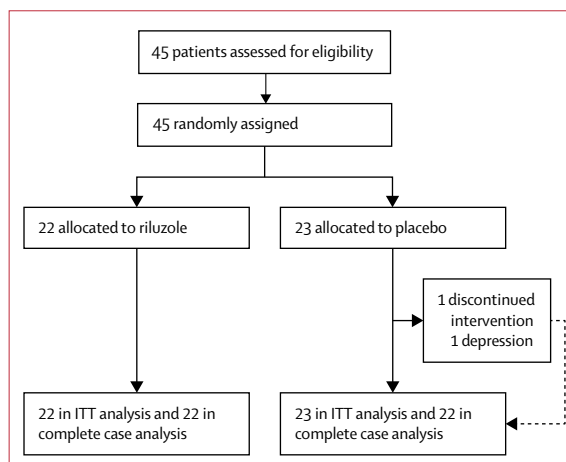 45 patients assessed for eligibility
45 randomly assigned
22 allocated to riluzole
23 allocated to placebo
1 discontinued
intervention
1 depression
22 in ITT analysis and 22 in
complete case analysis
23 in ITT analysis and 22 in
complete case analysis